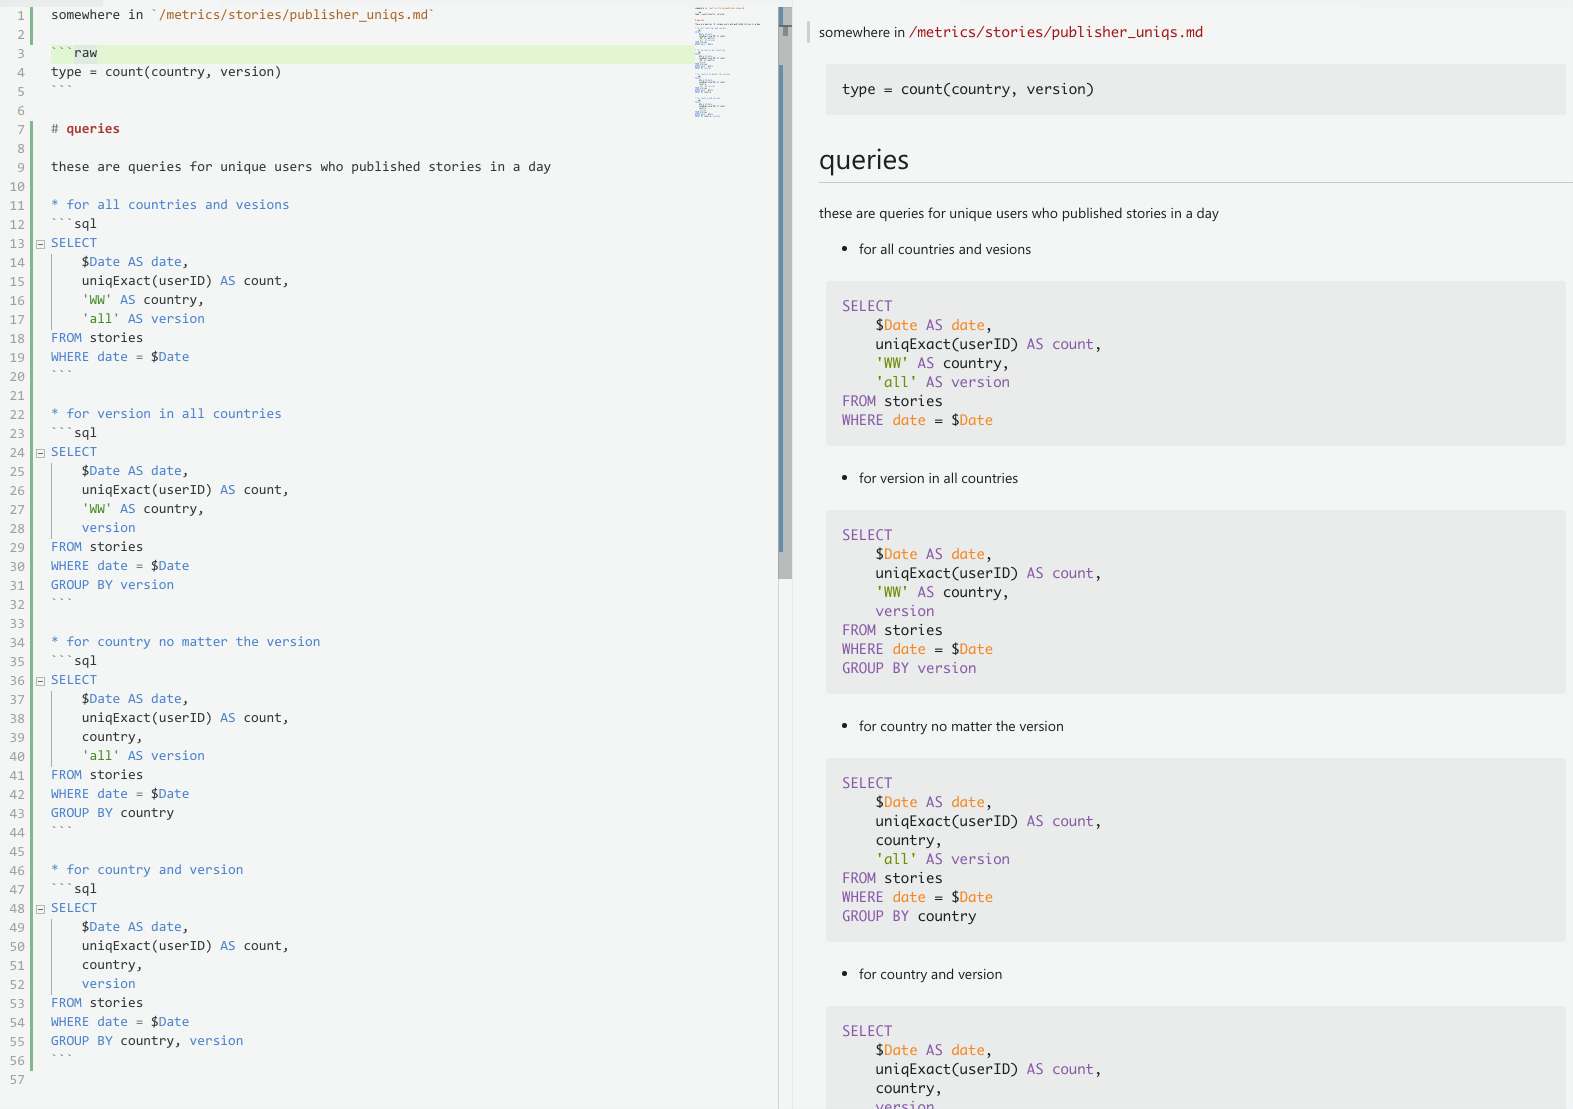 1 somewhere in `/metrics/stories/publisher_uniqs.md`
2
3 ```raw
4 type = count(country, version)
5 ```
6
7 # queries
8
9 these are queries for unique users who published stories in a day
10
11 * for all countries and vesions
12 ```sql
13 SELECT
14     $Date AS date,
15     uniqExact(userID) AS count,
16     'WW' AS country,
17     'all' AS version
18 FROM stories
19 WHERE date = $Date
20 ```
21
22 * for version in all countries
23 ```sql
24 SELECT
25     $Date AS date,
26     uniqExact(userID) AS count,
27     'WW' AS country,
28     version
29 FROM stories
30 WHERE date = $Date
31 GROUP BY version
32 ```
33
34 * for country no matter the version
35 ```sql
36 SELECT
37     $Date AS date,
38     uniqExact(userID) AS count,
39     country,
40     'all' AS version
41 FROM stories
42 WHERE date = $Date
43 GROUP BY country
44 ```
45
46 * for country and version
47 ```sql
48 SELECT
49     $Date AS date,
50     uniqExact(userID) AS count,
51     country,
52     version
53 FROM stories
54 WHERE date = $Date
55 GROUP BY country, version
56 ```
57
somewhere in /metrics/stories/publisher_uniqs.md
type = count(country, version)
queries
these are queries for unique users who published stories in a day
• for all countries and vesions
SELECT
    $Date AS date,
    uniqExact(userID) AS count,
    'WW' AS country,
    'all' AS version
FROM stories
WHERE date = $Date
• for version in all countries
SELECT
    $Date AS date,
    uniqExact(userID) AS count,
    'WW' AS country,
    version
FROM stories
WHERE date = $Date
GROUP BY version
• for country no matter the version
SELECT
    $Date AS date,
    uniqExact(userID) AS count,
    country,
    'all' AS version
FROM stories
WHERE date = $Date
GROUP BY country
• for country and version
SELECT
    $Date AS date,
    uniqExact(userID) AS count,
    country,
    version